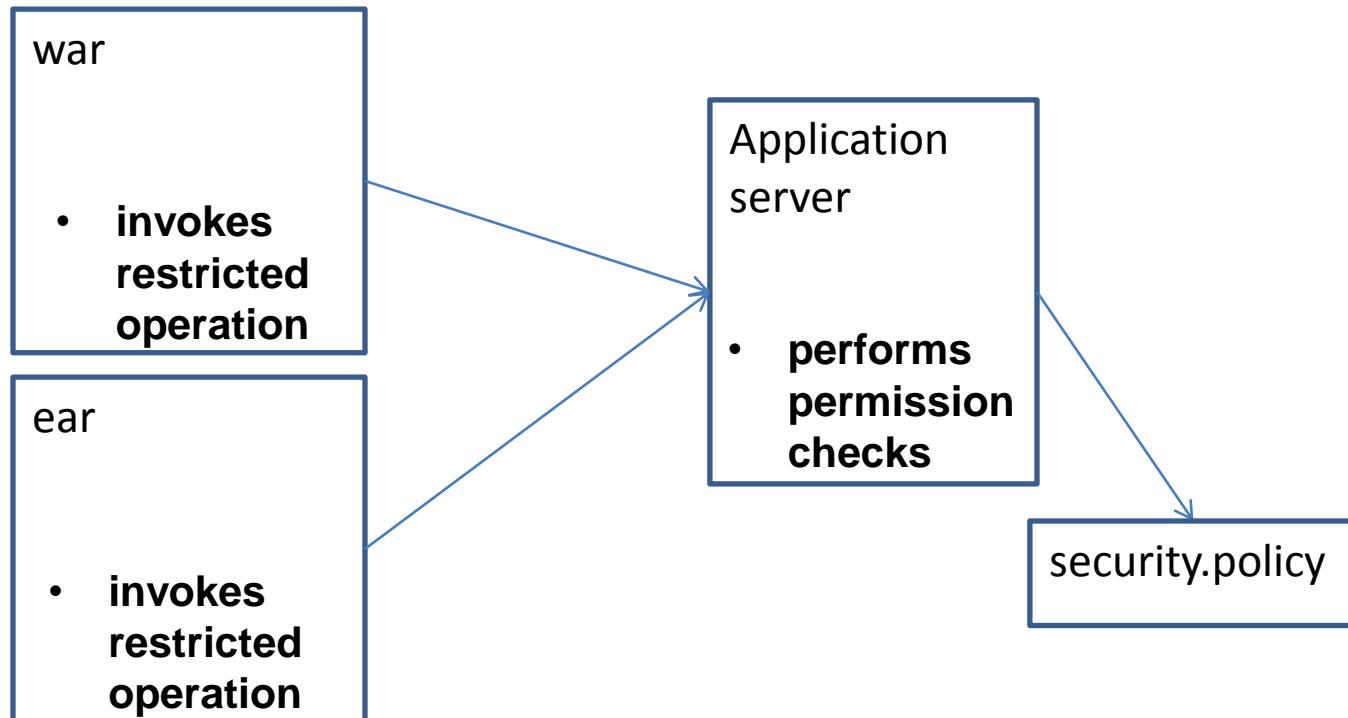 war
• invokes
restricted
operation
ear
• invokes
restricted
operation
Application
server
• performs
permission
checks
security.policy